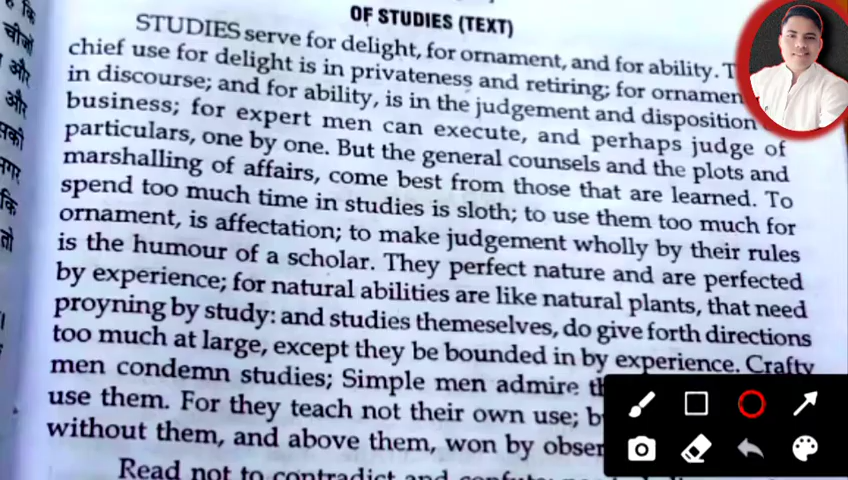 कि
चीजों
और
और
सकी
मगर
कि
तो
OF STUDIES (TEXT)
STUDIES serve for delight, for ornament, and for ability. T
chief use for delight is in privateness and retiring; for ornamen
in discourse; and for ability, is in the judgement and disposition
business; for expert men can execute, and perhaps judge of
particulars, one by one. But the general counsels and the plots and
marshalling of affairs, come best from those that are learned. To
spend too much time in studies is sloth; to use them too much for
ornament, is affectation; to make judgement wholly by their rules
is the humour of a scholar. They perfect nature and are perfected
by experience; for natural abilities are like natural plants, that need
proyning by study: and studies themeselves, do give forth directions
too much at large, except they be bounded in by experience. Crafty
men condemn studies; Simple men admire th
use them. For they teach not their own use; b
without them, and above them, won by obser
Read not to contradict and confute;